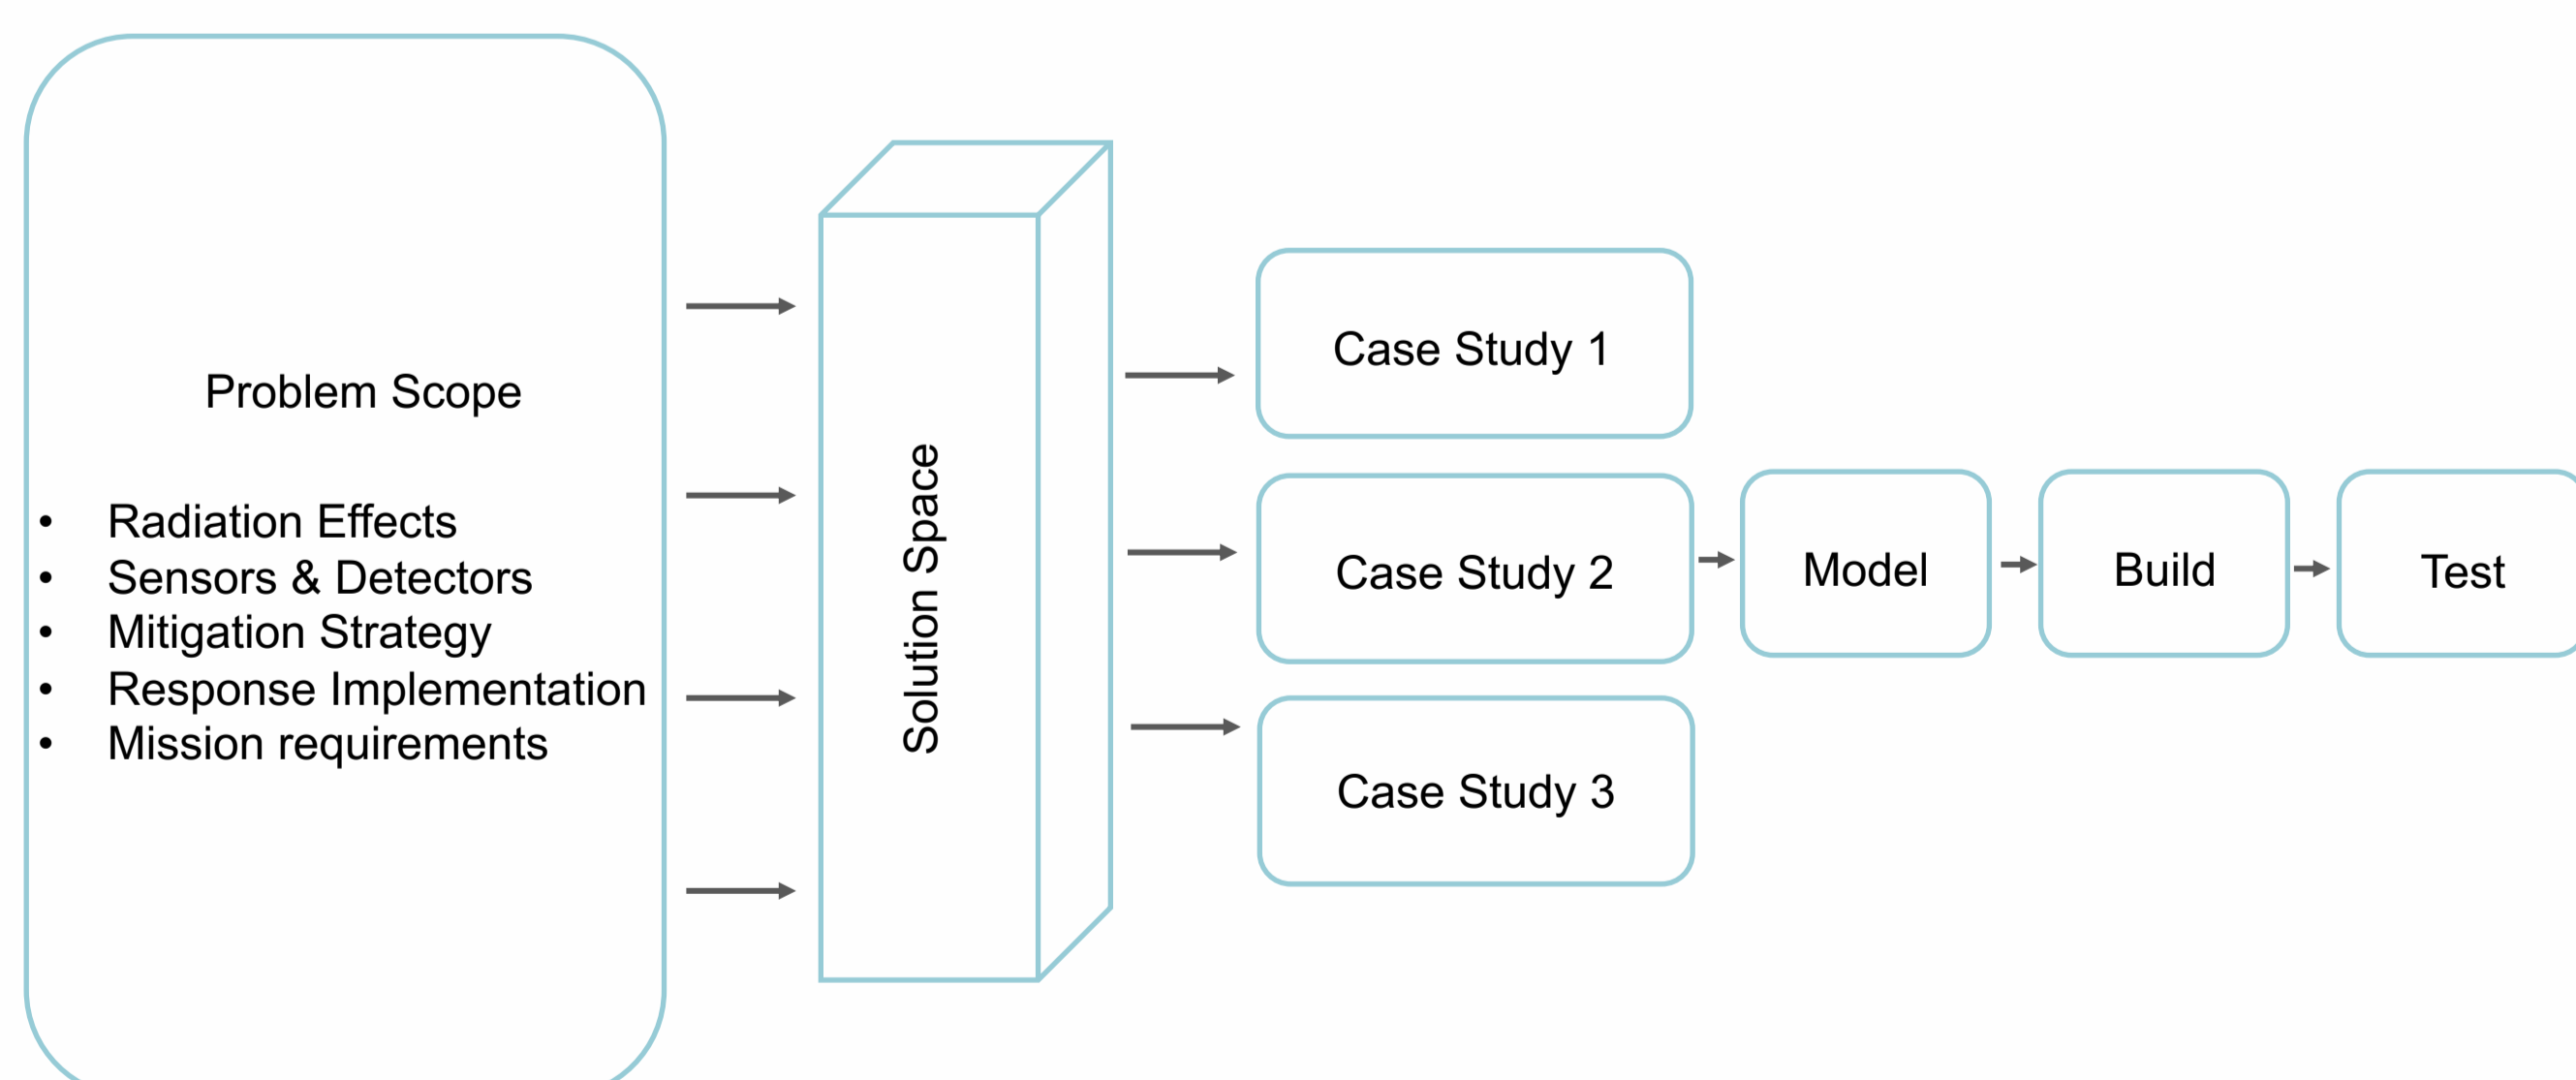 Problem Scope
• Radiation Effects
• Sensors & Detectors
• Mitigation Strategy
• Response Implementation
• Mission requirements
Solution Space
Case Study 1
Case Study 2
Case Study 3
Model
Build
Test